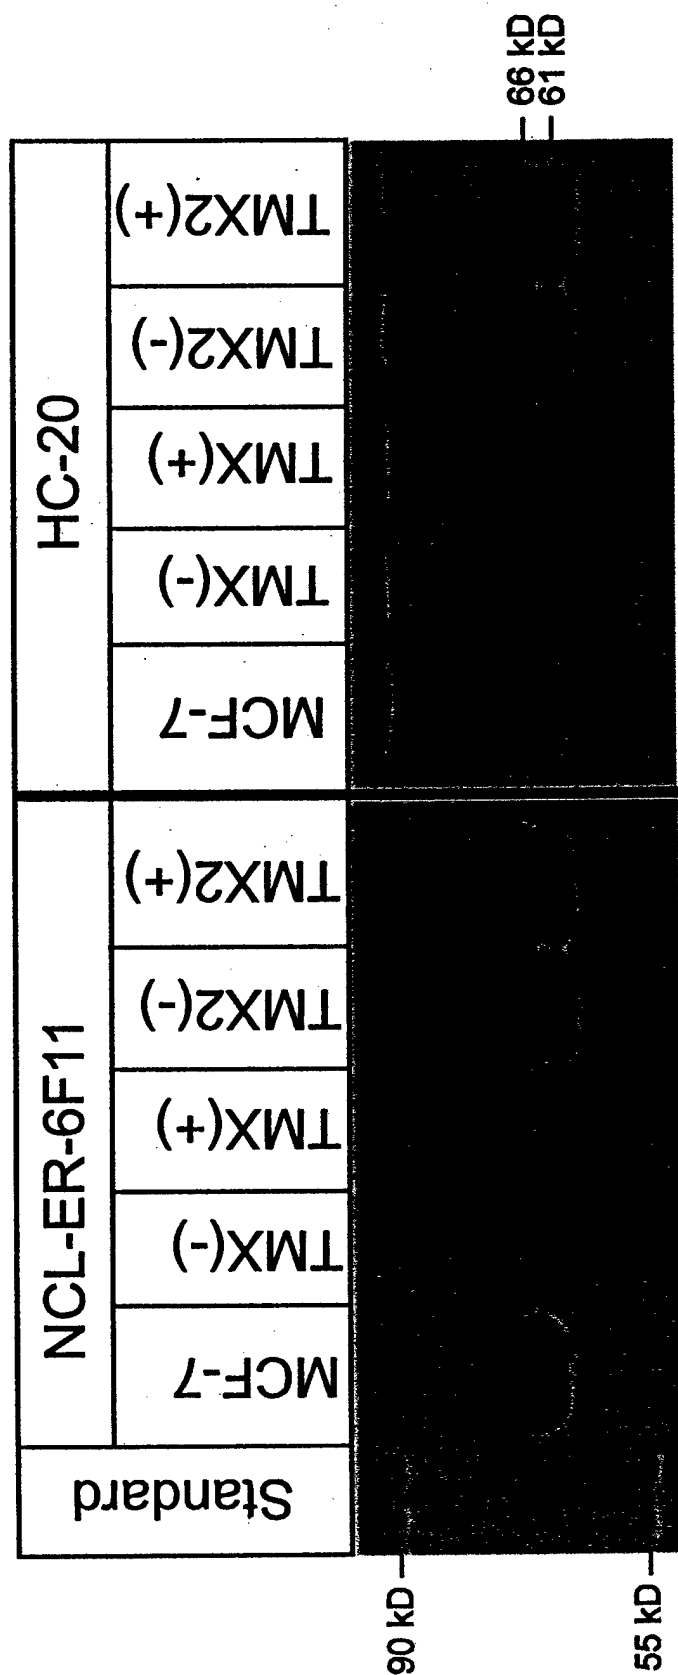 Standard
NCL-ER-6F11
HC-20
MCF-7
TMX(-)
TMX(+)
TMX2(-)
TMX2(+)
MCF-7
TMX(-)
TMX(+)
TMX2(-)
TMX2(+)
90 kD
55 kD
66 kD
61 kD